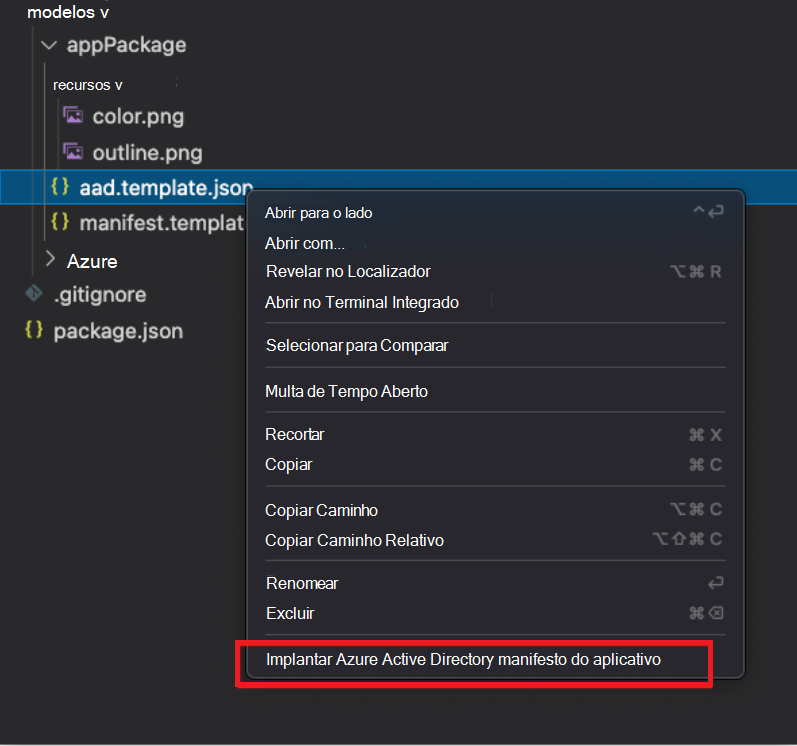 modelos v
appPackage
recursos v
color.png
outline.png
{} aad.template.json
{} manifest.templat
Azure
.gitignore
{} package.json
Abrir para o lado ^⏎
Abrir com...
Revelar no Localizador ⌥⌘ R
Abrir no Terminal Integrado
Selecionar para Comparar
Multa de Tempo Aberto
Recortar ⌘ X
Copiar ⌘ C
Copiar Caminho ⌥⌘ C
Copiar Caminho Relativo ⌥⇧⌘ C
Renomear ⏎
Excluir ⌘⌫
Implantar Azure Active Directory manifesto do aplicativo